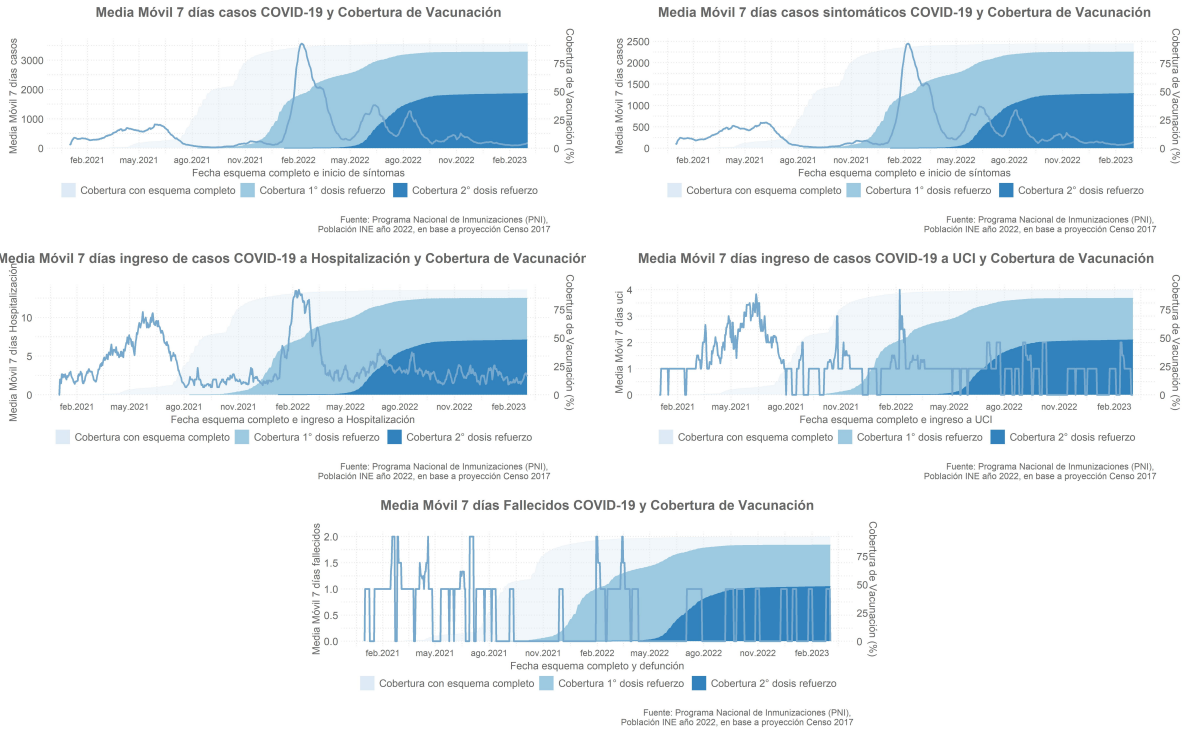 Media Móvil 7 días casos COVID-19 y Cobertura de Vacunación
Media Móvil 7 días casos
3000
2000
1000
0
Cobertura de Vacunación (%)
75
50
25
0
feb.2021 may.2021 ago.2021 nov.2021 feb.2022 may.2022 ago.2022 nov.2022 feb.2023
Fecha esquema completo e inicio de síntomas
Cobertura con esquema completo Cobertura 1° dosis refuerzo Cobertura 2° dosis refuerzo
Fuente: Programa Nacional de Inmunizaciones (PNI),
Población INE año 2022, en base a proyección Censo 2017
Media Móvil 7 días casos sintomáticos COVID-19 y Cobertura de Vacunación
Media Móvil 7 días casos
2500
2000
1500
1000
500
0
Cobertura de Vacunación (%)
75
50
25
0
feb.2021 may.2021 ago.2021 nov.2021 feb.2022 may.2022 ago.2022 nov.2022 feb.2023
Fecha esquema completo e inicio de síntomas
Cobertura con esquema completo Cobertura 1° dosis refuerzo Cobertura 2° dosis refuerzo
Fuente: Programa Nacional de Inmunizaciones (PNI),
Población INE año 2022, en base a proyección Censo 2017
Media Móvil 7 días ingreso de casos COVID-19 a Hospitalización y Cobertura de Vacunación
Media Móvil 7 días Hospitalización
10
5
0
Cobertura de Vacunación (%)
75
50
25
0
feb.2021 may.2021 ago.2021 nov.2021 feb.2022 may.2022 ago.2022 nov.2022 feb.2023
Fecha esquema completo e ingreso a Hospitalización
Cobertura con esquema completo Cobertura 1° dosis refuerzo Cobertura 2° dosis refuerzo
Fuente: Programa Nacional de Inmunizaciones (PNI),
Población INE año 2022, en base a proyección Censo 2017
Media Móvil 7 días ingreso de casos COVID-19 a UCI y Cobertura de Vacunación
Media Móvil 7 días uci
4
3
2
1
0
Cobertura de Vacunación (%)
75
50
25
0
feb.2021 may.2021 ago.2021 nov.2021 feb.2022 may.2022 ago.2022 nov.2022 feb.2023
Fecha esquema completo e ingreso a UCI
Cobertura con esquema completo Cobertura 1° dosis refuerzo Cobertura 2° dosis refuerzo
Fuente: Programa Nacional de Inmunizaciones (PNI),
Población INE año 2022, en base a proyección Censo 2017
Media Móvil 7 días Fallecidos COVID-19 y Cobertura de Vacunación
Media Móvil 7 días fallecidos
2.0
1.5
1.0
0.5
0.0
Cobertura de Vacunación (%)
75
50
25
0
feb.2021 may.2021 ago.2021 nov.2021 feb.2022 may.2022 ago.2022 nov.2022 feb.2023
Fecha esquema completo y defunción
Cobertura con esquema completo Cobertura 1° dosis refuerzo Cobertura 2° dosis refuerzo
Fuente: Programa Nacional de Inmunizaciones (PNI),
Población INE año 2022, en base a proyección Censo 2017